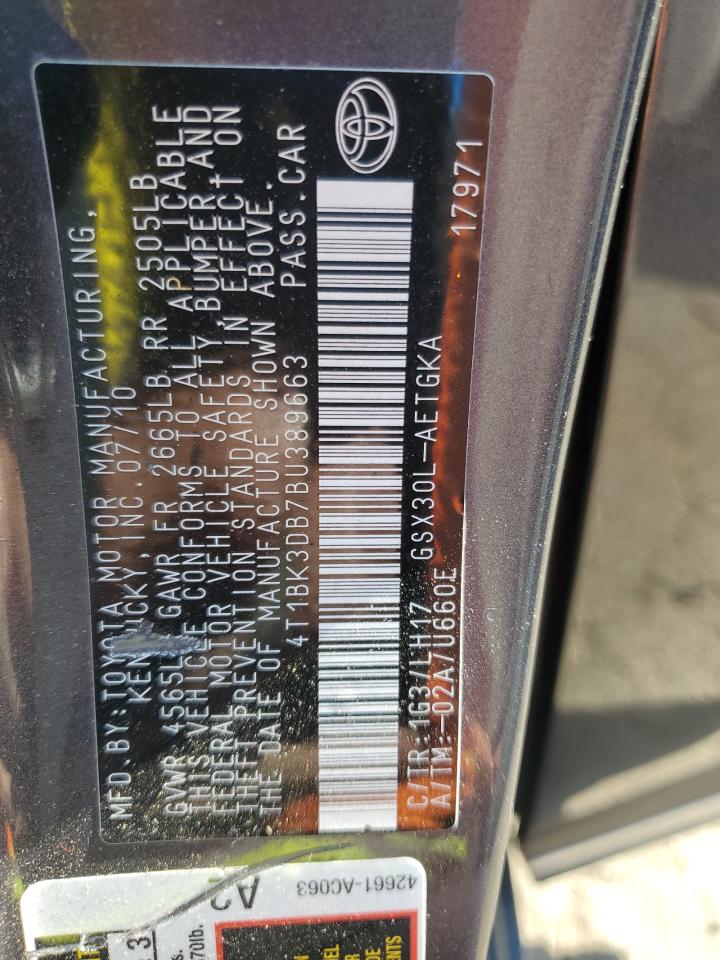 MFD.BY:TOYOTA MOTOR MANUFACTURING,
KENTUCKY, INC. 07/10
GVWR 4565LB GAWR FR 2665LB RR 2505LB
THIS VEHICLE CONFORMS TO ALL APPLICABLE
FEDERAL MOTOR VEHICLE SAFETY, BUMPER AND
THEFT PREVENTION STANDARDS IN EFFECT ON
THE DATE OF MANUFACTURE SHOWN ABOVE.
4T1BK3DB7BU389663 PASS.CAR
C/TR:1G3/LH17 GSX30L-AETGKA
A/TM:-02A/U660E 17971
42661-AC063